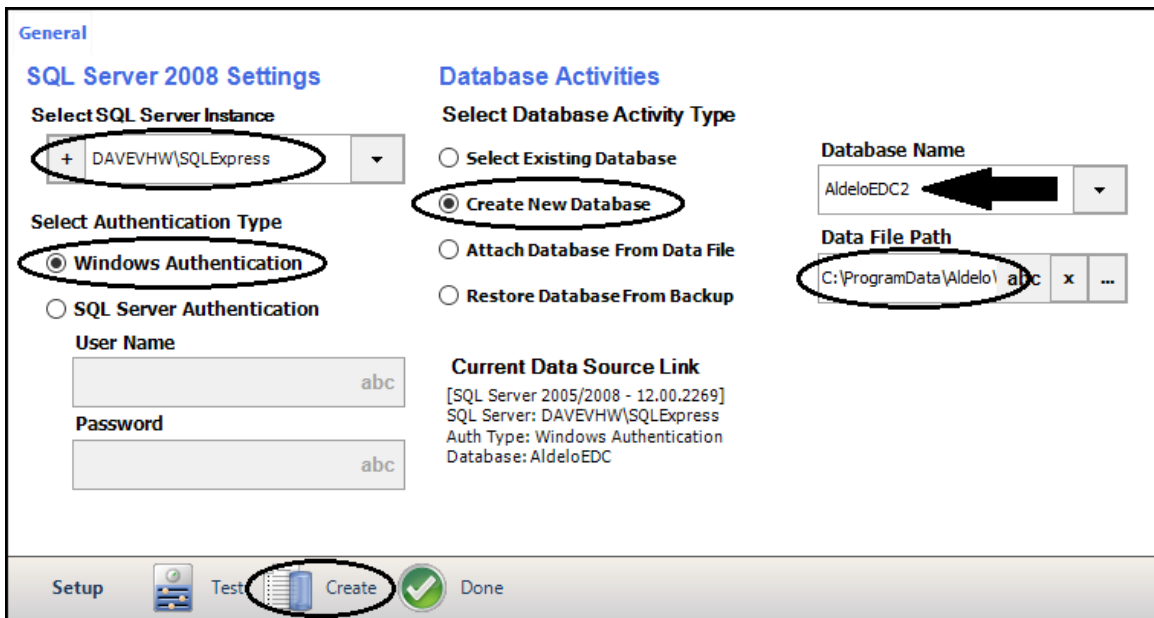 General
SQL Server 2008 Settings
Select SQL Server Instance
+ DAVEVHW\SQLExpress
Select Authentication Type
Windows Authentication
SQL Server Authentication
User Name
abc
Password
abc
Database Activities
Select Database Activity Type
Select Existing Database
Create New Database
Attach Database From Data File
Restore Database From Backup
Current Data Source Link
[SQL Server 2005/2008 - 12.00.2269]
SQL Server: DAVEVHW\SQLExpress
Auth Type: Windows Authentication
Database: AldeloEDC
Database Name
AldeloEDC2
Data File Path
C:\ProgramData\Aldelo\ abc x ...
Setup Test Create Done